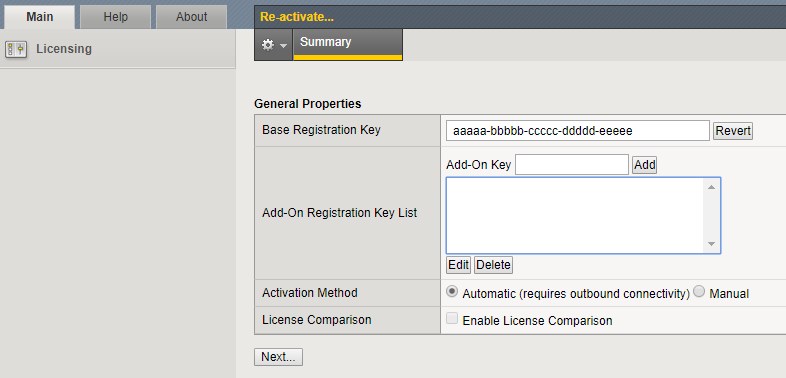 Main
Help
About
Re-activate...
Licensing
Summary
General Properties
Base Registration Key
aaaaa-bbbbb-ccccc-ddddd-eeeee
Revert
Add-On Key
Add
Add-On Registration Key List
Edit
Delete
Activation Method
Automatic (requires outbound connectivity)
Manual
License Comparison
Enable License Comparison
Next...